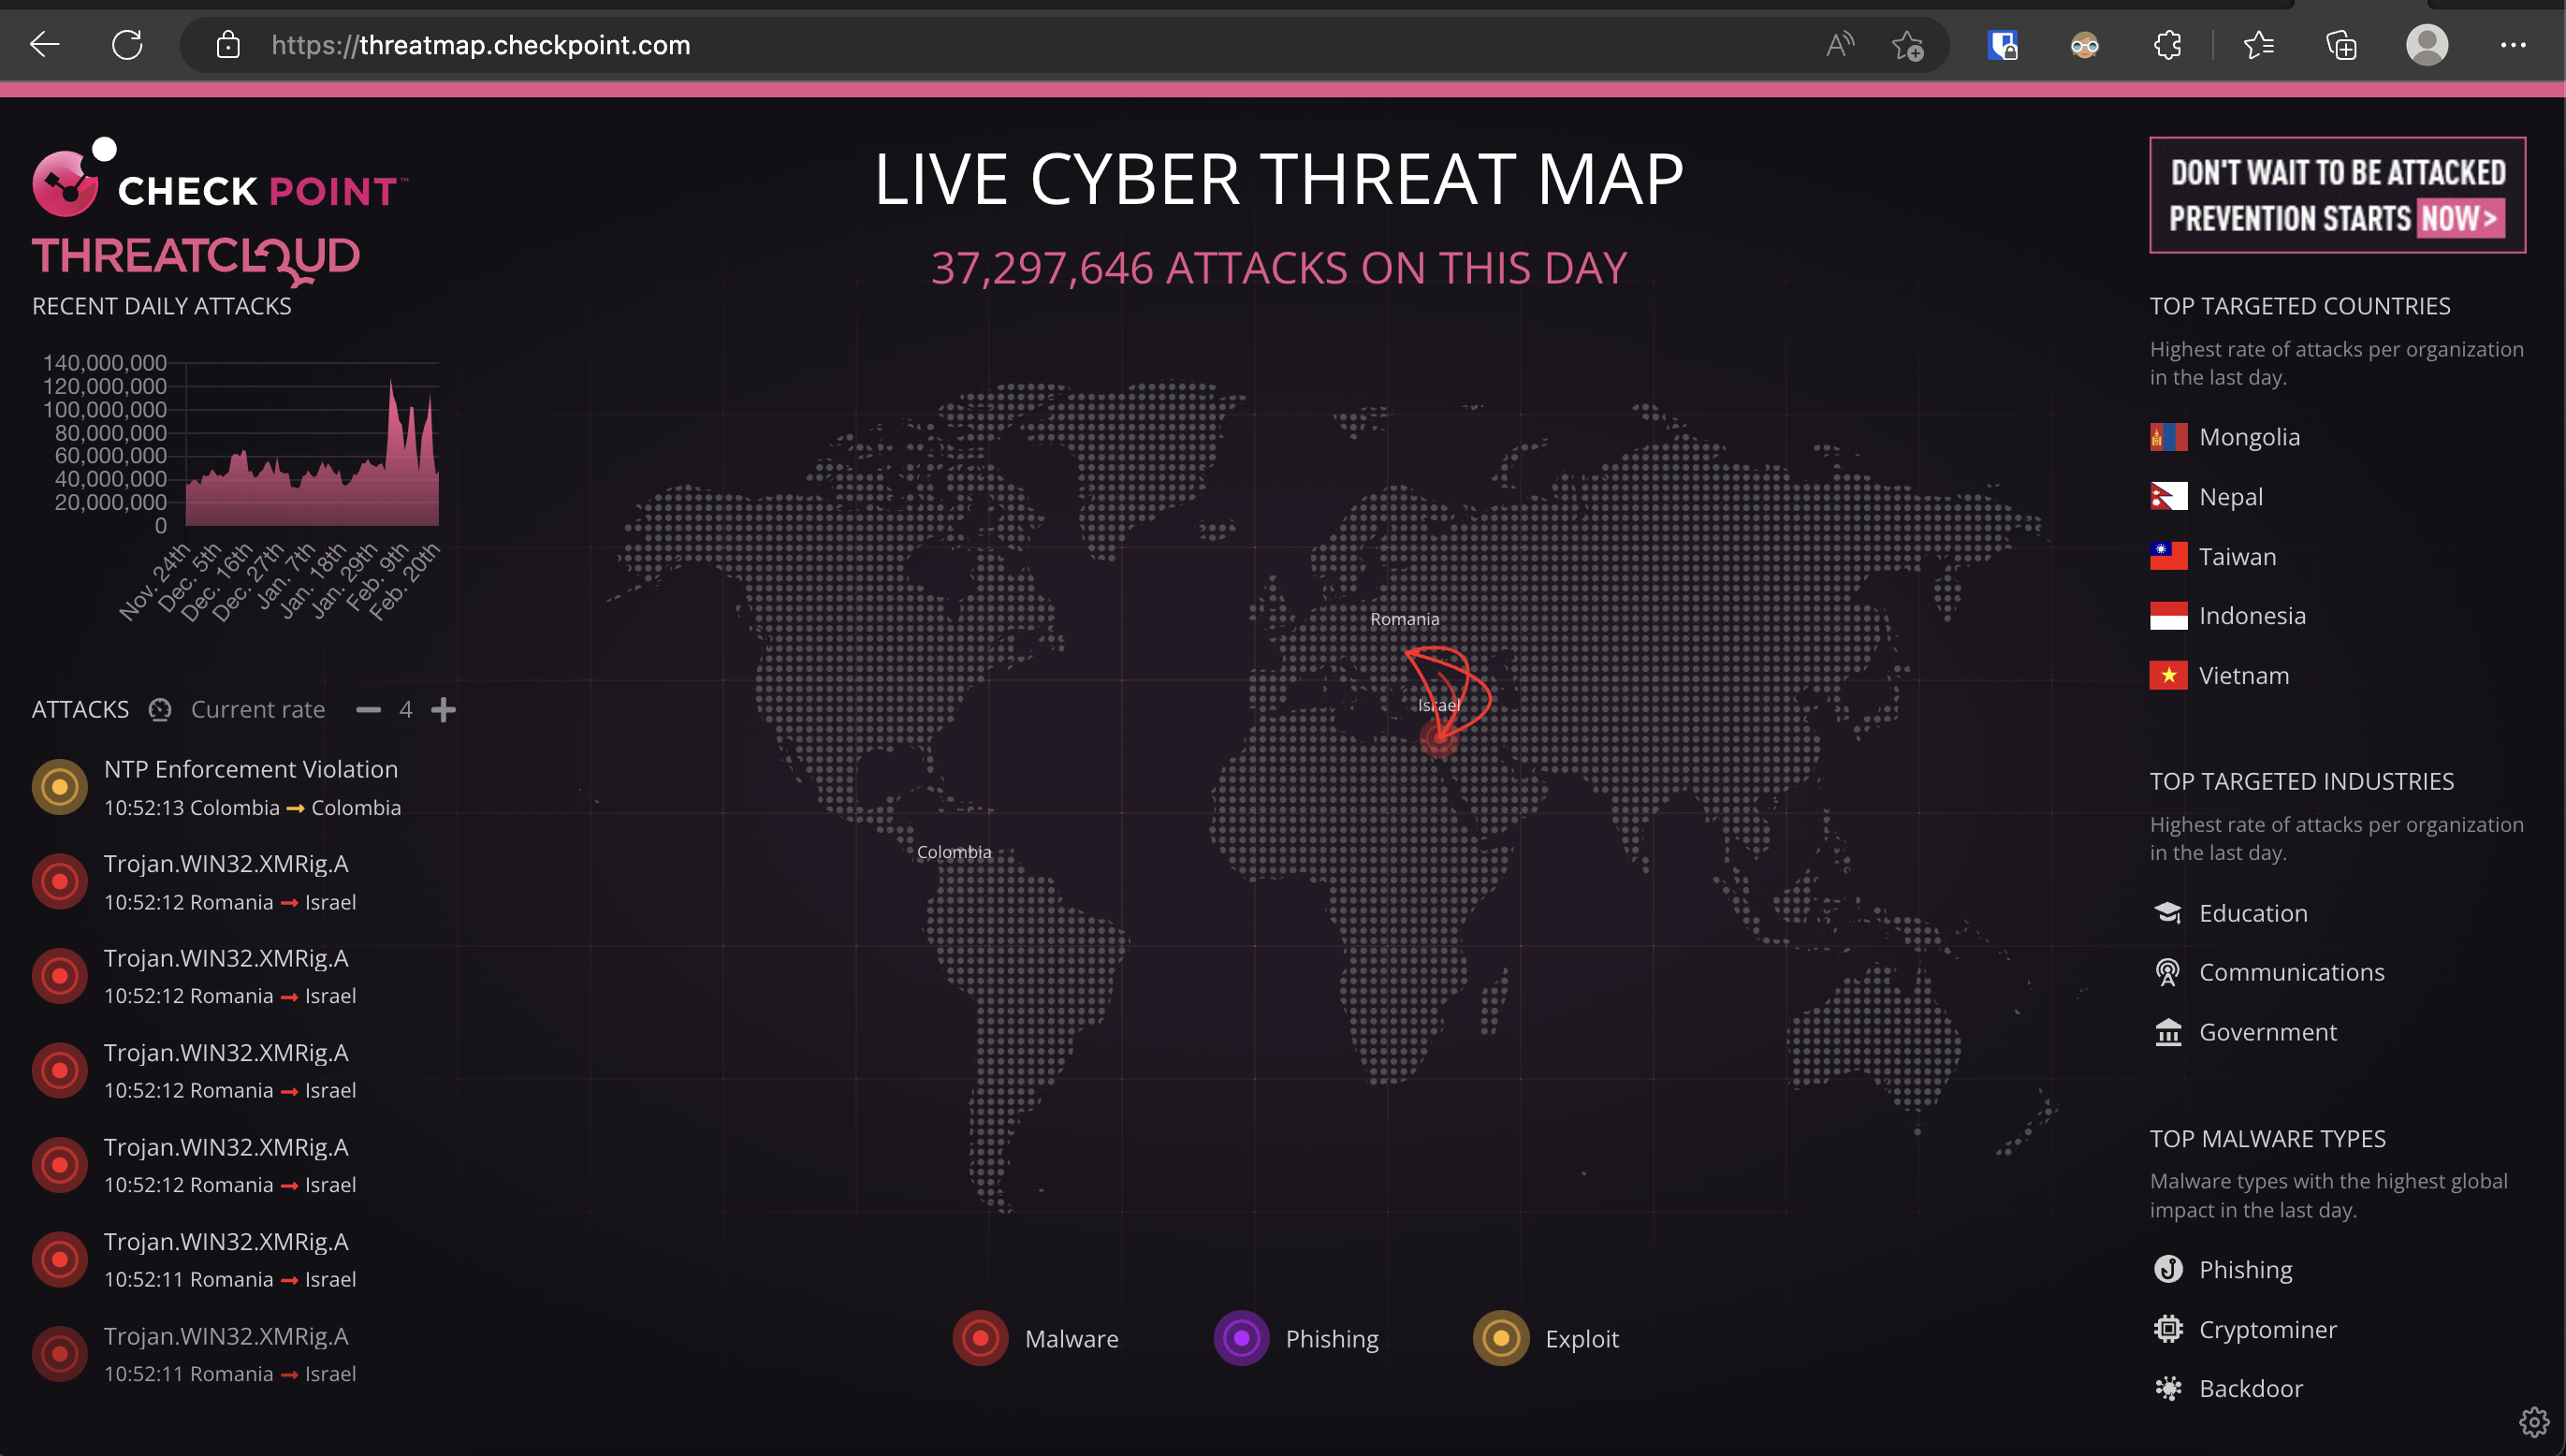 https://threatmap.checkpoint.com
CHECK POINT™
THREATCLOUD
LIVE CYBER THREAT MAP
37,297,646 ATTACKS ON THIS DAY
DON'T WAIT TO BE ATTACKED
PREVENTION STARTS NOW >
RECENT DAILY ATTACKS
140,000,000
120,000,000
100,000,000
80,000,000
60,000,000
40,000,000
20,000,000
0
Nov. 24th
Dec. 5th
Dec. 16th
Dec. 27th
Jan. 7th
Jan. 18th
Jan. 29th
Feb. 9th
Feb. 20th
ATTACKS Current rate 4
NTP Enforcement Violation
10:52:13 Colombia → Colombia
Trojan.WIN32.XMRig.A
10:52:12 Romania → Israel
Trojan.WIN32.XMRig.A
10:52:12 Romania → Israel
Trojan.WIN32.XMRig.A
10:52:12 Romania → Israel
Trojan.WIN32.XMRig.A
10:52:12 Romania → Israel
Trojan.WIN32.XMRig.A
10:52:11 Romania → Israel
Trojan.WIN32.XMRig.A
10:52:11 Romania → Israel
Romania
Israel
Colombia
Malware
Phishing
Exploit
TOP TARGETED COUNTRIES
Highest rate of attacks per organization
in the last day.
Mongolia
Nepal
Taiwan
Indonesia
Vietnam
TOP TARGETED INDUSTRIES
Highest rate of attacks per organization
in the last day.
Education
Communications
Government
TOP MALWARE TYPES
Malware types with the highest global
impact in the last day.
Phishing
Cryptominer
Backdoor